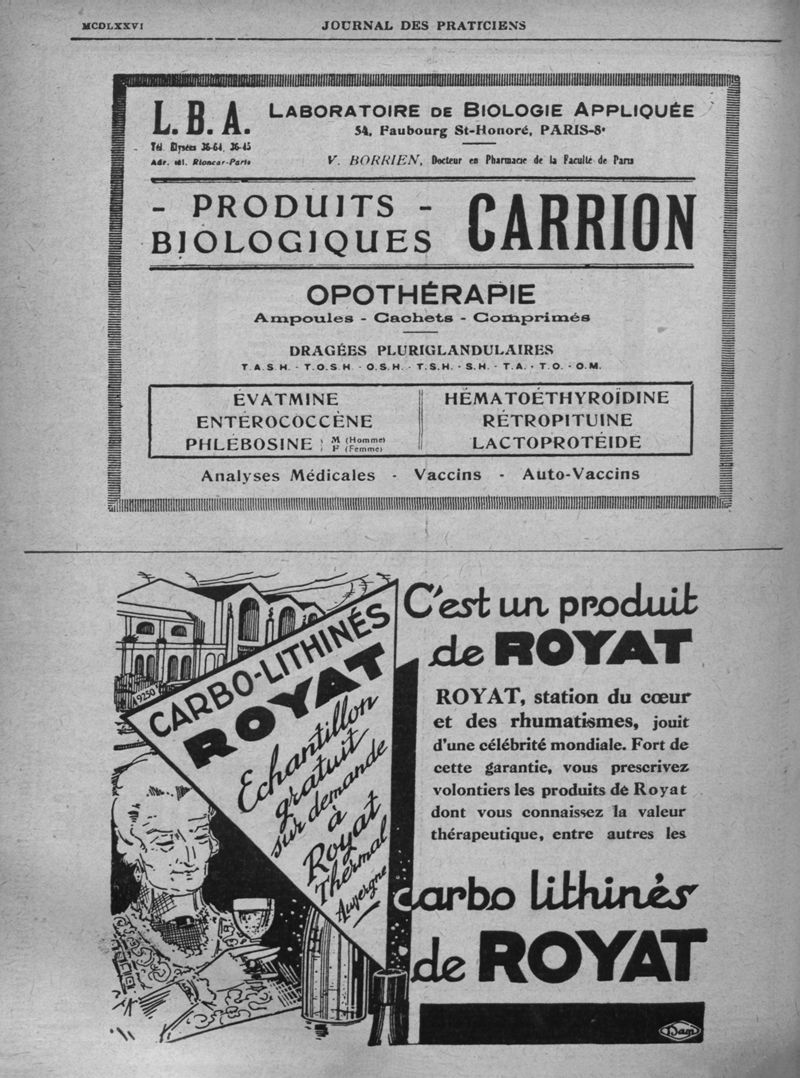 MCDLXXVI
JOURNAL DES PRATICIENS
L. B. A.
Tél. Élysées 36-64, 36-45
Adr. tél. Rioncar-Paris
LABORATOIRE DE BIOLOGIE APPLIQUÉE
54, Faubourg St-Honoré, PARIS-8e
V. BORRIEN, Docteur en Pharmacie de la Faculté de Paris
- PRODUITS -
BIOLOGIQUES
CARRION
OPOTHÉRAPIE
Ampoules - Cachets - Comprimés
DRAGÉES PLURIGLANDULAIRES
T.A.S.H. - T.O.S.H. - O.S.H. - T.S.H. - S.H. - T.A. - T.O. - O.M.
ÉVATMINE
ENTÉROCOCCÈNE
PHLÉBOSINE M (Homme)
F (Femme)
HÉMATOÉTHYROÏDINE
RÉTROPITUINE
LACTOPROTÉIDE
Analyses Médicales - Vaccins - Auto-Vaccins
A9250
CARBO-LITHINÉS
ROYAT
Echantillon
gratuit
sur demande
à
Royat
Thermal
Auvergne
C'est un produit
de ROYAT
ROYAT, station du cœur
et des rhumatismes, jouit
d'une célébrité mondiale. Fort de
cette garantie, vous prescrivez
volontiers les produits de Royat
dont vous connaissez la valeur
thérapeutique, entre autres les
carbo lithinés
de ROYAT
Dam